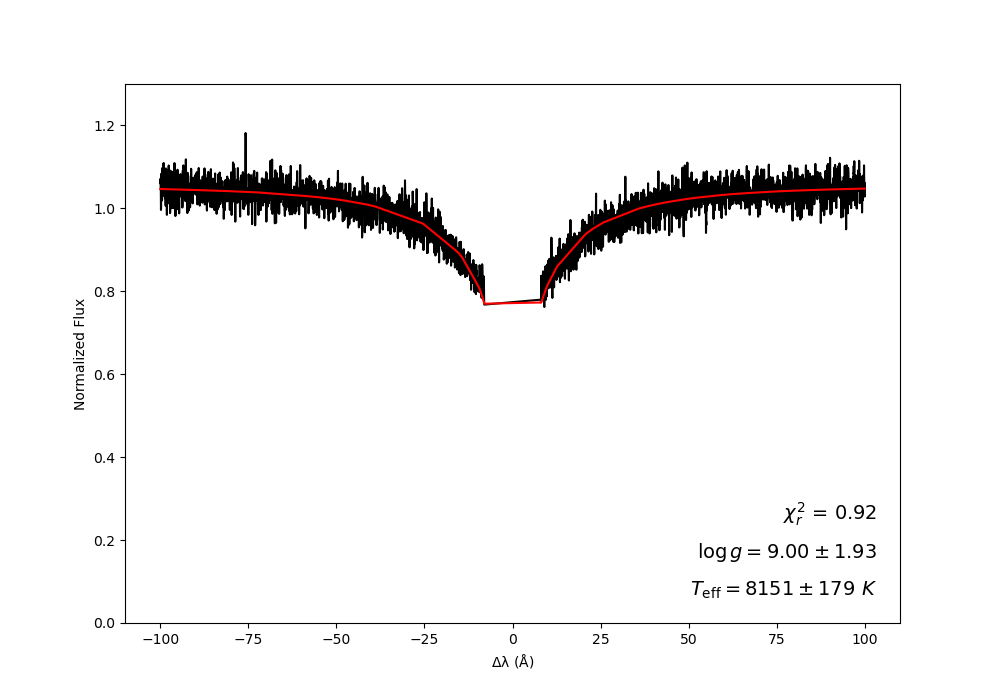 1.2
1.0
0.8
0.6
0.4
0.2
0.0
Normalized Flux
χ²ᵣ = 0.92
log g = 9.00 ± 1.93
T_eff = 8151 ± 179 K
−100 −75 −50 −25 0 25 50 75 100
Δλ (Å)